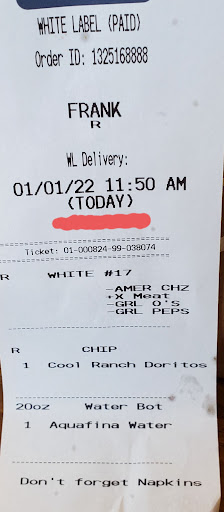 WHITE LABEL (PAID)
Order ID: 1325168888
FRANK
R
WL Delivery:
01/01/22 11:50 AM
(TODAY)
Ticket: 01-000824-99-038074
R WHITE #17
-AMER CHZ
+X Meat
-GRL O'S
-GRL PEPS
R CHIP
1 Cool Ranch Doritos
20oz Water Bot
1 Aquafina Water
Don't forget Napkins